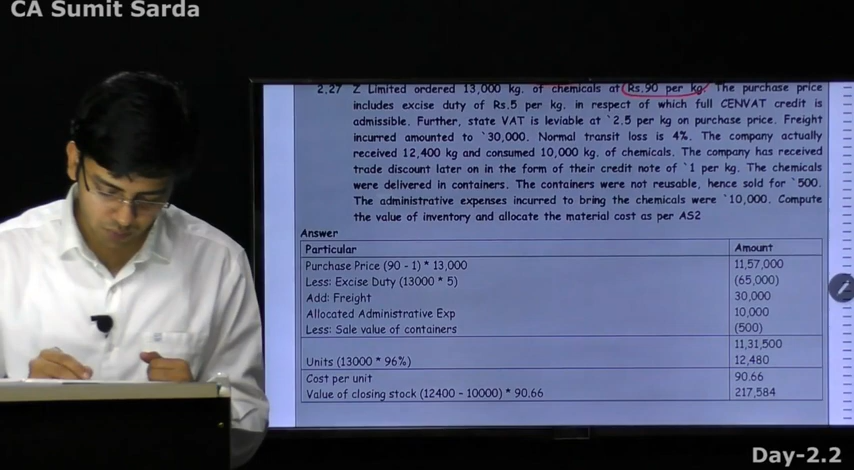 CA Sumit Sarda
2.27 Z Limited ordered 13,000 kg. of chemicals at Rs.90 per kg. The purchase price
includes excise duty of Rs.5 per kg. in respect of which full CENVAT credit is
admissible. Further, state VAT is leviable at `2.5 per kg on purchase price. Freight
incurred amounted to `30,000. Normal transit loss is 4%. The company actually
received 12,400 kg and consumed 10,000 kg. of chemicals. The company has received
trade discount later on in the form of their credit note of `1 per kg. The chemicals
were delivered in containers. The containers were not reusable, hence sold for `500.
The administrative expenses incurred to bring the chemicals were `10,000. Compute
the value of inventory and allocate the material cost as per AS2
Answer
Particular Amount
Purchase Price (90 - 1) * 13,000 11,57,000
Less: Excise Duty (13000 * 5) (65,000)
Add: Freight 30,000
Allocated Administrative Exp 10,000
Less: Sale value of containers (500)
11,31,500
Units (13000 * 96%) 12,480
Cost per unit 90.66
Value of closing stock (12400 - 10000) * 90.66 217,584
Day-2.2